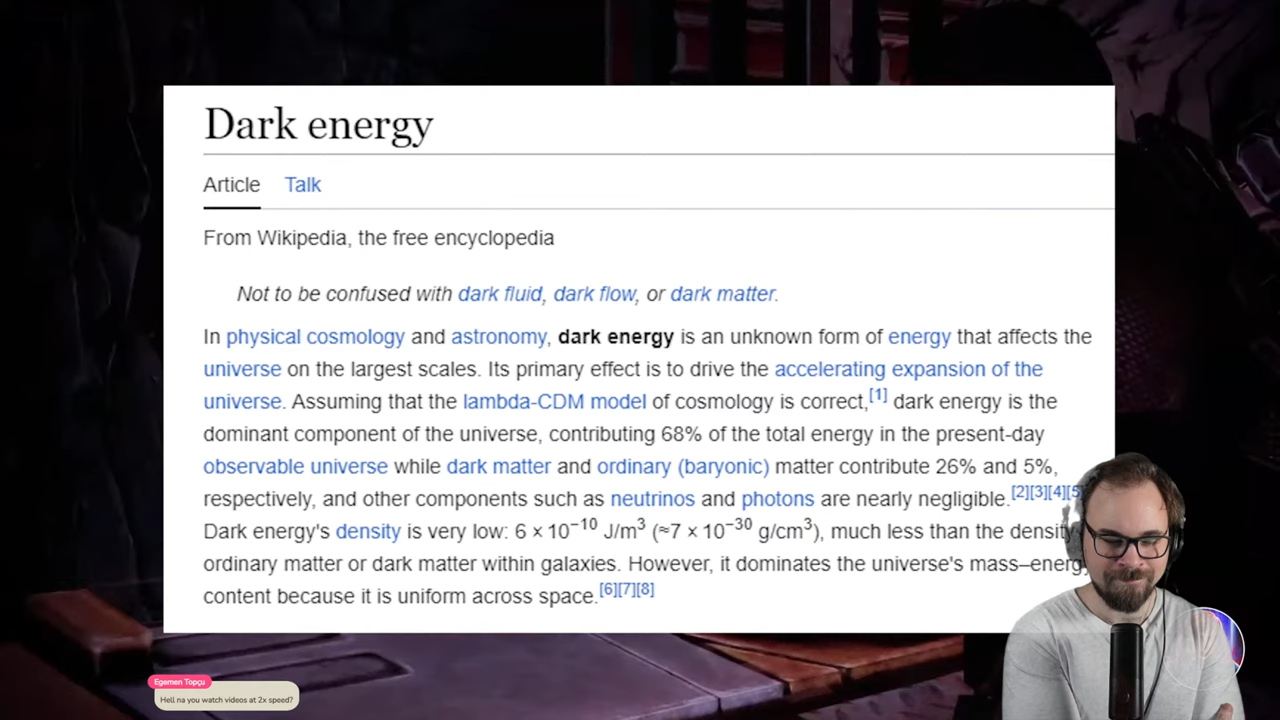 Dark energy
Article Talk
From Wikipedia, the free encyclopedia
Not to be confused with dark fluid, dark flow, or dark matter.
In physical cosmology and astronomy, dark energy is an unknown form of energy that affects the
universe on the largest scales. Its primary effect is to drive the accelerating expansion of the
universe. Assuming that the lambda-CDM model of cosmology is correct,[1] dark energy is the
dominant component of the universe, contributing 68% of the total energy in the present-day
observable universe while dark matter and ordinary (baryonic) matter contribute 26% and 5%,
respectively, and other components such as neutrinos and photons are nearly negligible.[2][3][4][5
Dark energy's density is very low: 6 × 10⁻¹⁰ J/m³ (≈7 × 10⁻³⁰ g/cm³), much less than the density
ordinary matter or dark matter within galaxies. However, it dominates the universe's mass–energy
content because it is uniform across space.[6][7][8]
Egemen Topçu
Hell na you watch videos at 2x speed?